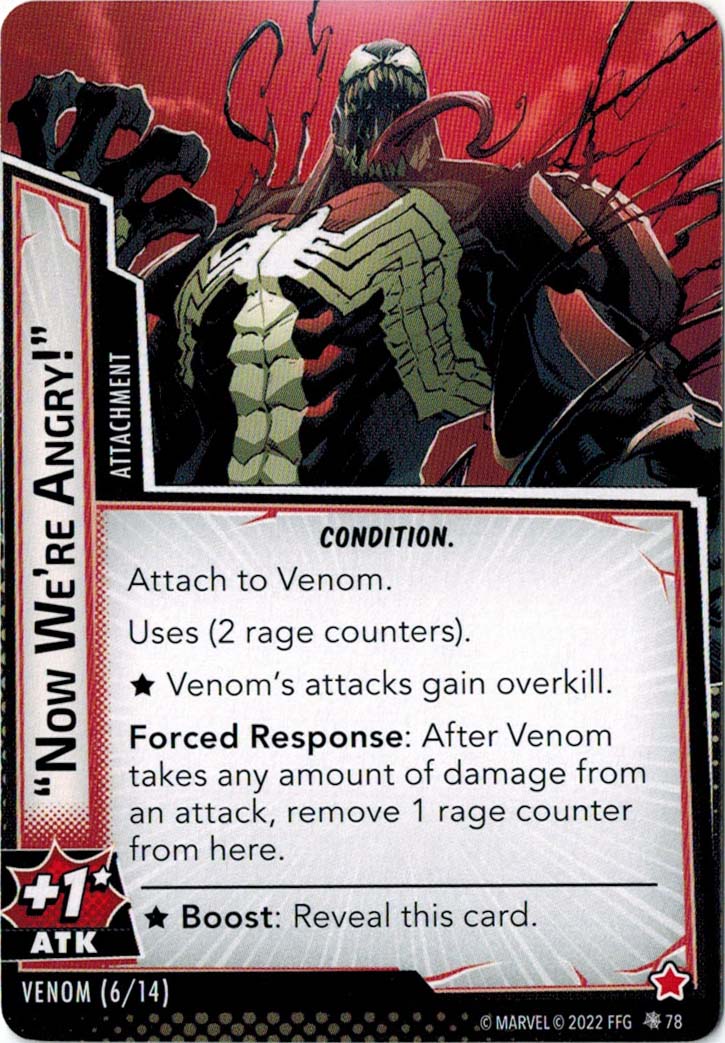 “NOW WE’RE ANGRY!”
ATTACHMENT
CONDITION.
Attach to Venom.
Uses (2 rage counters).
★ Venom’s attacks gain overkill.
Forced Response: After Venom
takes any amount of damage from
an attack, remove 1 rage counter
from here.
★ Boost: Reveal this card.
+1★
ATK
VENOM (6/14)
© MARVEL © 2022 FFG 78